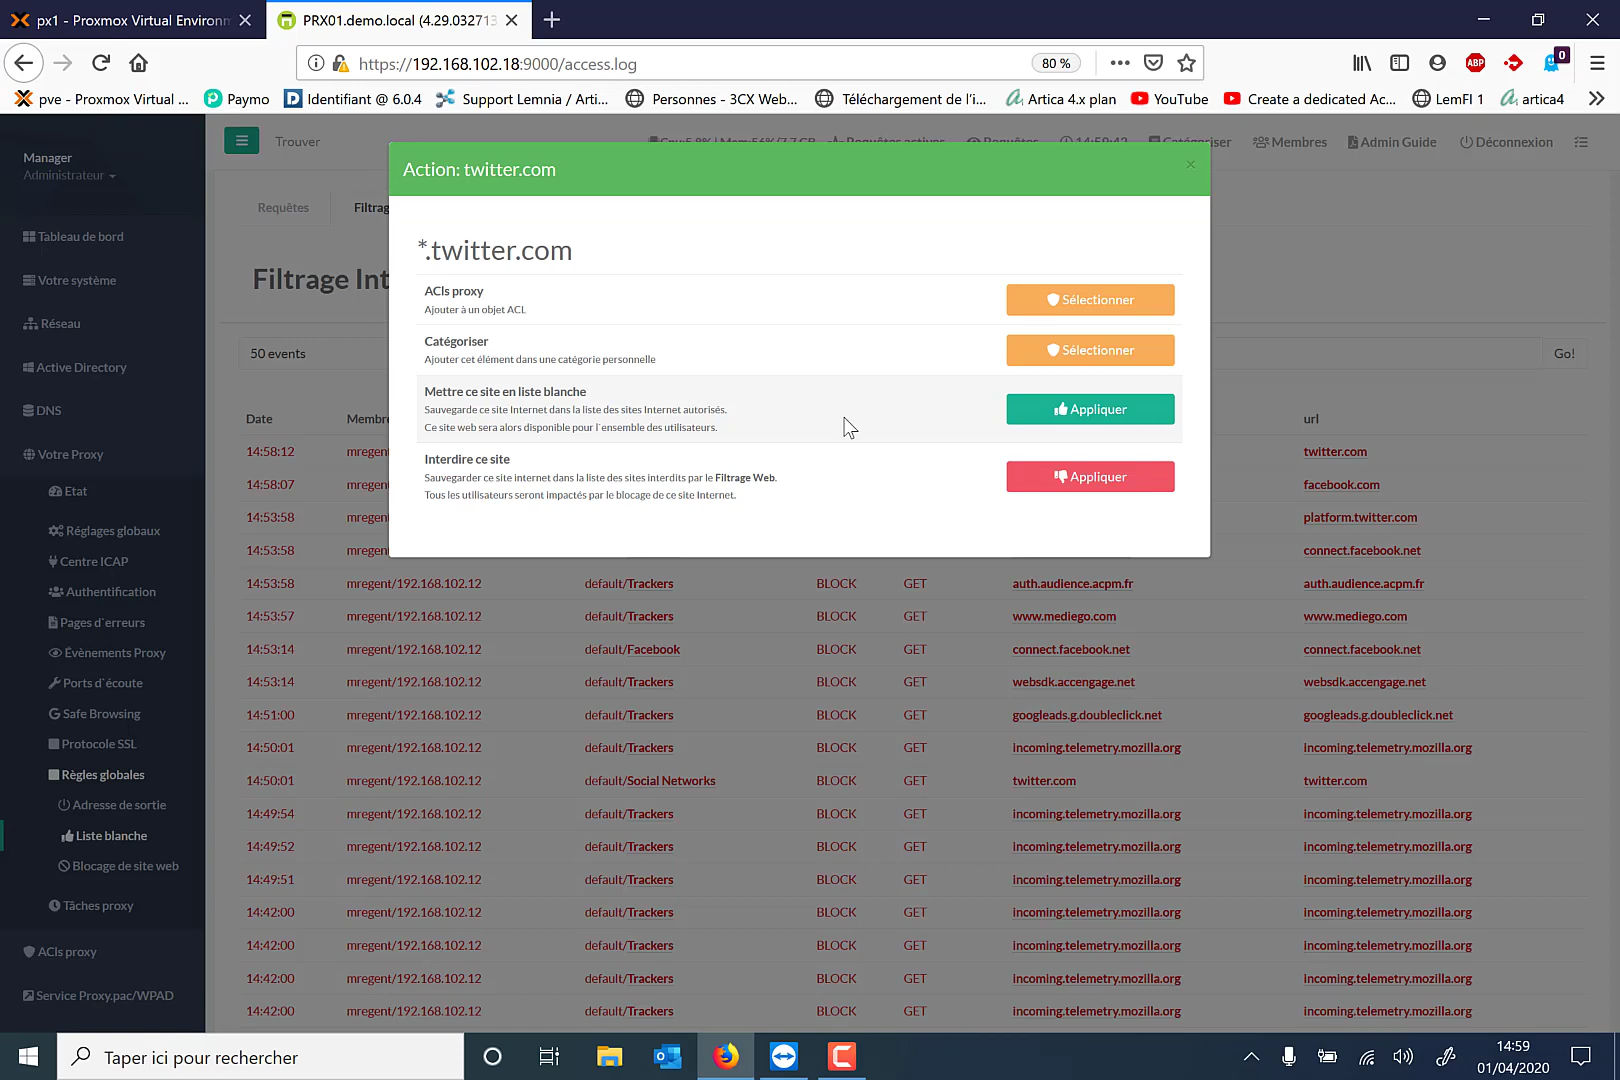 px1 - Proxmox Virtual Environm
PRX01.demo.local (4.29.032713
https://192.168.102.18:9000/access.log
80 %
ABP
0
pve - Proxmox Virtual ...
Paymo
Identifiant @ 6.0.4
Support Lemnia / Arti...
Personnes - 3CX Web...
Téléchargement de l'i...
Artica 4.x plan
YouTube
Create a dedicated Ac...
LemFI 1
artica4
Manager
Administrateur
Trouver
Membres
Admin Guide
Déconnexion
Tableau de bord
Votre système
Réseau
Active Directory
DNS
Votre Proxy
Etat
Réglages globaux
Centre ICAP
Authentification
Pages d`erreurs
Évènements Proxy
Ports d`écoute
Safe Browsing
Protocole SSL
Règles globales
Adresse de sortie
Liste blanche
Blocage de site web
Tâches proxy
ACls proxy
Service Proxy.pac/WPAD
Requêtes
Filtrag
Filtrage Int
50 events
Go!
Action: twitter.com
×
*.twitter.com
ACls proxy
Ajouter à un objet ACL
Sélectionner
Catégoriser
Ajouter cet élément dans une catégorie personnelle
Sélectionner
Mettre ce site en liste blanche
Sauvegarde ce site Internet dans la liste des sites Internet autorisés.
Ce site web sera alors disponible pour l`ensemble des utilisateurs.
Appliquer
Interdire ce site
Sauvegarder ce site internet dans la liste des sites interdits par le Filtrage Web.
Tous les utilisateurs seront impactés par le blocage de ce site Internet.
Appliquer
Date Membre url
14:58:12 mregen twitter.com
14:58:07 mregen facebook.com
14:53:58 mregen platform.twitter.com
14:53:58 mregen connect.facebook.net
14:53:58 mregent/192.168.102.12 default/Trackers BLOCK GET auth.audience.acpm.fr auth.audience.acpm.fr
14:53:57 mregent/192.168.102.12 default/Trackers BLOCK GET www.mediego.com www.mediego.com
14:53:14 mregent/192.168.102.12 default/Facebook BLOCK GET connect.facebook.net connect.facebook.net
14:53:14 mregent/192.168.102.12 default/Trackers BLOCK GET websdk.accengage.net websdk.accengage.net
14:51:00 mregent/192.168.102.12 default/Trackers BLOCK GET googleads.g.doubleclick.net googleads.g.doubleclick.net
14:50:01 mregent/192.168.102.12 default/Trackers BLOCK GET incoming.telemetry.mozilla.org incoming.telemetry.mozilla.org
14:50:01 mregent/192.168.102.12 default/Social Networks BLOCK GET twitter.com twitter.com
14:49:54 mregent/192.168.102.12 default/Trackers BLOCK GET incoming.telemetry.mozilla.org incoming.telemetry.mozilla.org
14:49:52 mregent/192.168.102.12 default/Trackers BLOCK GET incoming.telemetry.mozilla.org incoming.telemetry.mozilla.org
14:49:51 mregent/192.168.102.12 default/Trackers BLOCK GET incoming.telemetry.mozilla.org incoming.telemetry.mozilla.org
14:42:00 mregent/192.168.102.12 default/Trackers BLOCK GET incoming.telemetry.mozilla.org incoming.telemetry.mozilla.org
14:42:00 mregent/192.168.102.12 default/Trackers BLOCK GET incoming.telemetry.mozilla.org incoming.telemetry.mozilla.org
14:42:00 mregent/192.168.102.12 default/Trackers BLOCK GET incoming.telemetry.mozilla.org incoming.telemetry.mozilla.org
14:42:00 mregent/192.168.102.12 default/Trackers BLOCK GET incoming.telemetry.mozilla.org incoming.telemetry.mozilla.org
Taper ici pour rechercher
14:59
01/04/2020